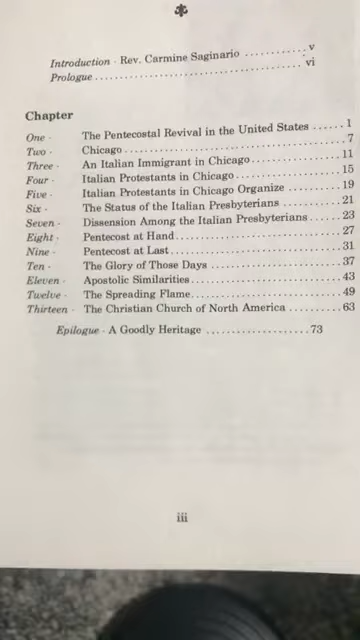 Introduction - Rev. Carmine Saginario ........... v
Prologue ........................................ vi
Chapter
One - The Pentecostal Revival in the United States ...... 1
Two - Chicago ........................................ 7
Three - An Italian Immigrant in Chicago ................ 11
Four - Italian Protestants in Chicago ................... 15
Five - Italian Protestants in Chicago Organize ......... 19
Six - The Status of the Italian Presbyterians .......... 21
Seven - Dissension Among the Italian Presbyterians ...... 23
Eight - Pentecost at Hand ............................... 27
Nine - Pentecost at Last ................................ 31
Ten - The Glory of Those Days ......................... 37
Eleven - Apostolic Similarities ........................... 43
Twelve - The Spreading Flame ............................ 49
Thirteen - The Christian Church of North America ......... 63
Epilogue - A Goodly Heritage ................... 73
iii